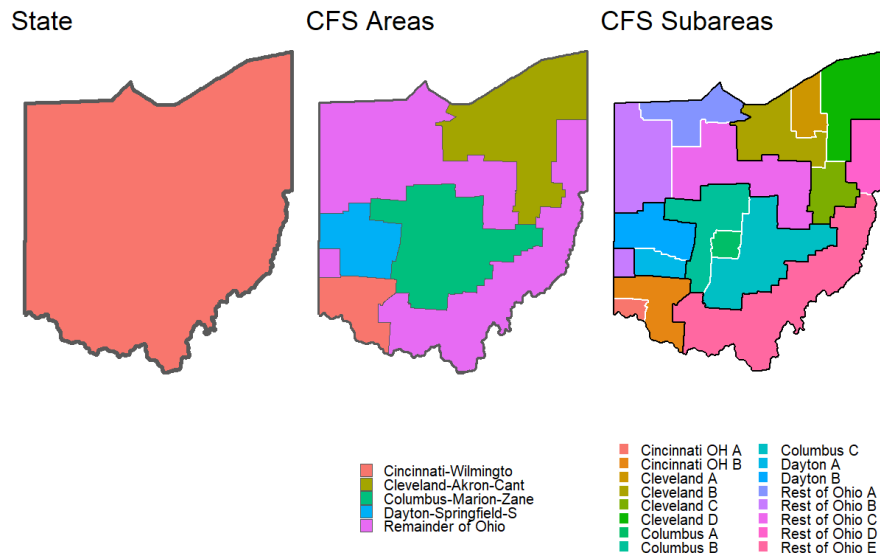 State
CFS Areas
CFS Subareas
Cincinnati-Wilmingto
Cleveland-Akron-Cant
Columbus-Marion-Zane
Dayton-Springfield-S
Remainder of Ohio
Cincinnati OH A
Cincinnati OH B
Cleveland A
Cleveland B
Cleveland C
Cleveland D
Columbus A
Columbus B
Columbus C
Dayton A
Dayton B
Rest of Ohio A
Rest of Ohio B
Rest of Ohio C
Rest of Ohio D
Rest of Ohio E